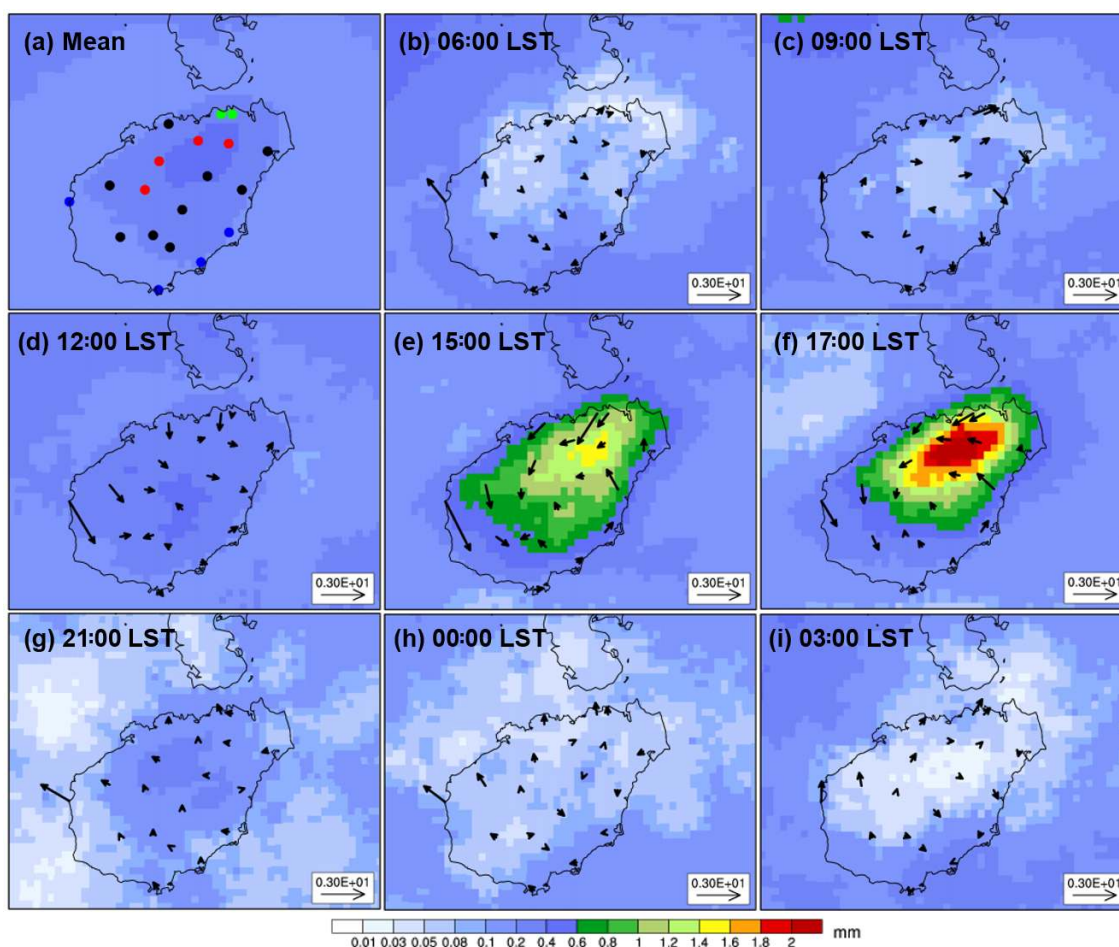 (a) Mean
(b) 06:00 LST
(c) 09:00 LST
0.30E+01
0.30E+01
(d) 12:00 LST
(e) 15:00 LST
(f) 17:00 LST
0.30E+01
0.30E+01
0.30E+01
(g) 21:00 LST
(h) 00:00 LST
(i) 03:00 LST
0.30E+01
0.30E+01
0.30E+01
0.01 0.03 0.05 0.08 0.1 0.2 0.4 0.6 0.8 1 1.2 1.4 1.6 1.8 2 mm